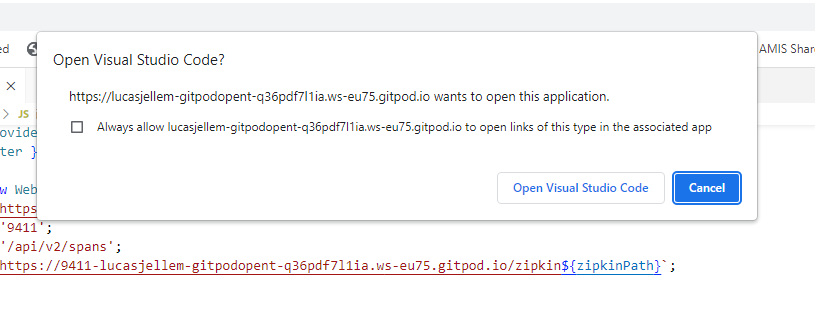 AMIS Share
Open Visual Studio Code?
https://lucasjellem-gitpodopent-q36pdf7l1ia.ws-eu75.gitpod.io wants to open this application.
Always allow lucasjellem-gitpodopent-q36pdf7l1ia.ws-eu75.gitpod.io to open links of this type in the associated app
Open Visual Studio Code
Cancel
ed
> JS
ovide
ter }
w Web
https
'9411';
'/api/v2/spans';
https://9411-lucasjellem-gitpodopent-q36pdf7l1ia.ws-eu75.gitpod.io/zipkin${zipkinPath}`;